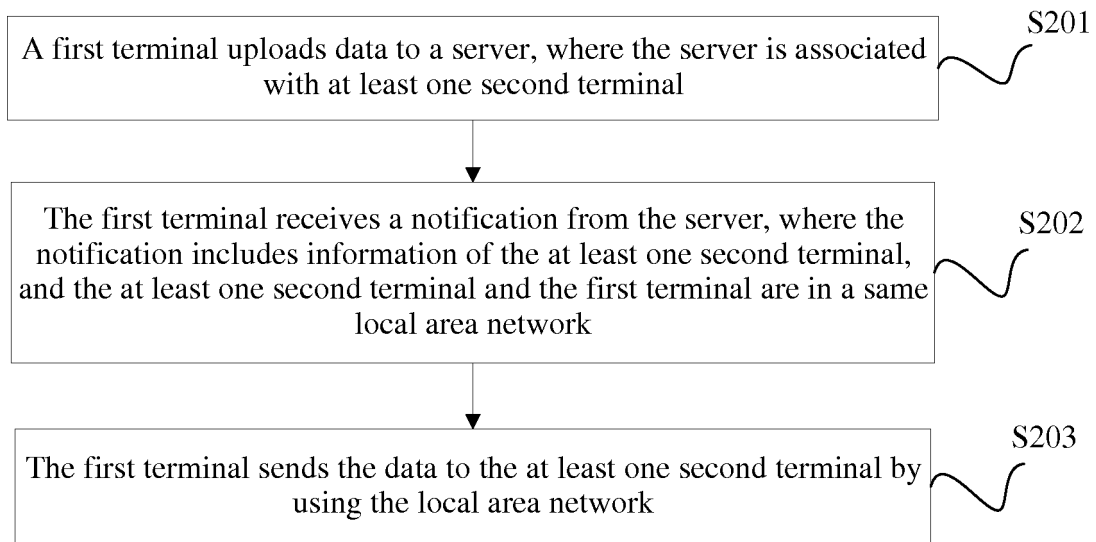 S201
A first terminal uploads data to a server, where the server is associated
with at least one second terminal
S202
The first terminal receives a notification from the server, where the
notification includes information of the at least one second terminal,
and the at least one second terminal and the first terminal are in a same
local area network
S203
The first terminal sends the data to the at least one second terminal by
using the local area network